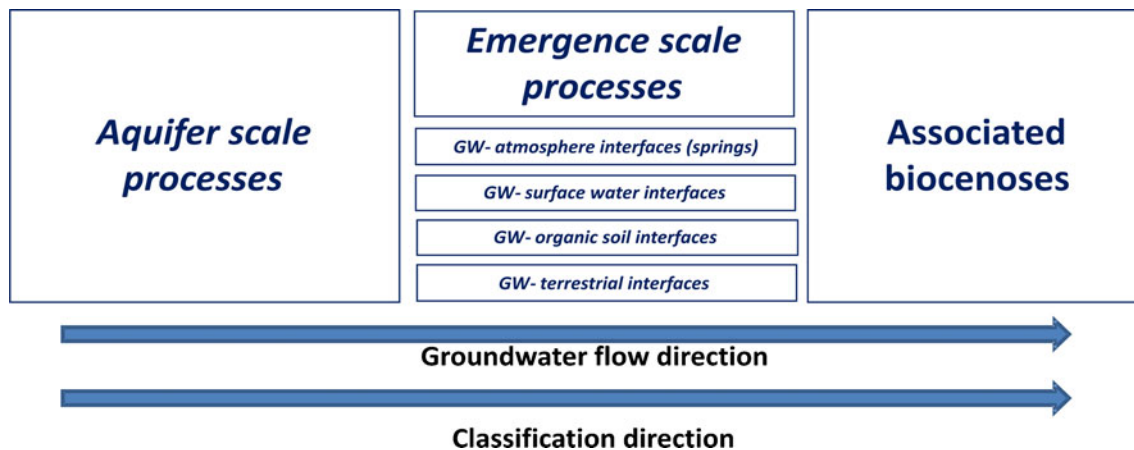 Aquifer scale
processes
Emergence scale
processes
GW- atmosphere interfaces (springs)
GW- surface water interfaces
GW- organic soil interfaces
GW- terrestrial interfaces
Associated
biocenoses
Groundwater flow direction
Classification direction